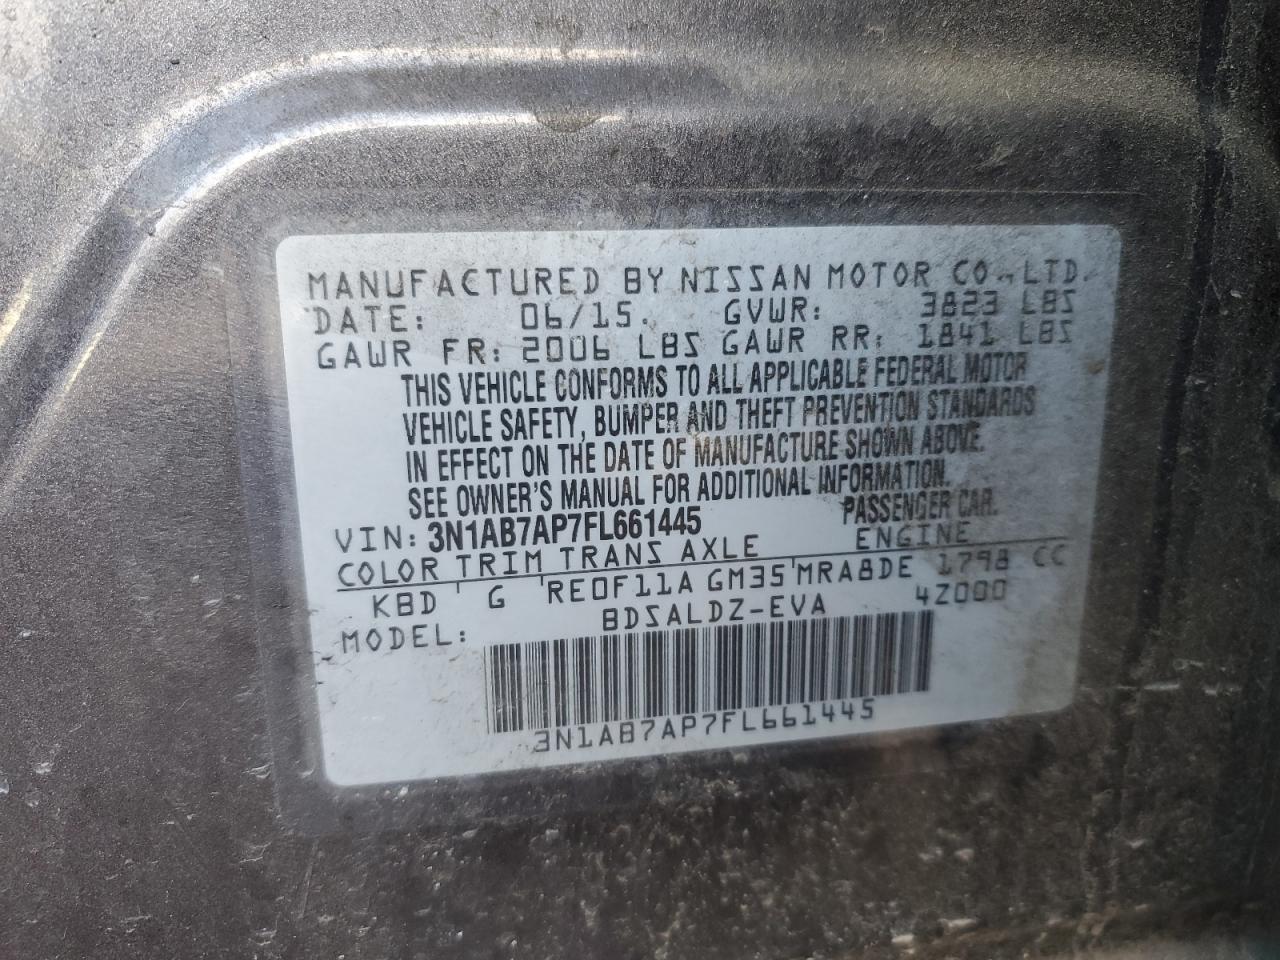 MANUFACTURED BY NISSAN MOTOR CO., LTD.
DATE: 06/15. GVWR: 3823 LBS
GAWR FR: 2006 LBS GAWR RR: 1841 LBS
THIS VEHICLE CONFORMS TO ALL APPLICABLE FEDERAL MOTOR
VEHICLE SAFETY, BUMPER AND THEFT PREVENTION STANDARDS
IN EFFECT ON THE DATE OF MANUFACTURE SHOWN ABOVE.
SEE OWNER'S MANUAL FOR ADDITIONAL INFORMATION.
VIN: 3N1AB7AP7FL661445 PASSENGER CAR.
COLOR TRIM TRANS AXLE ENGINE
KBD G RE0F11A GM35 MRA8DE 1798 CC
MODEL: BDSALDZ-EVA 4Z000
3N1AB7AP7FL661445